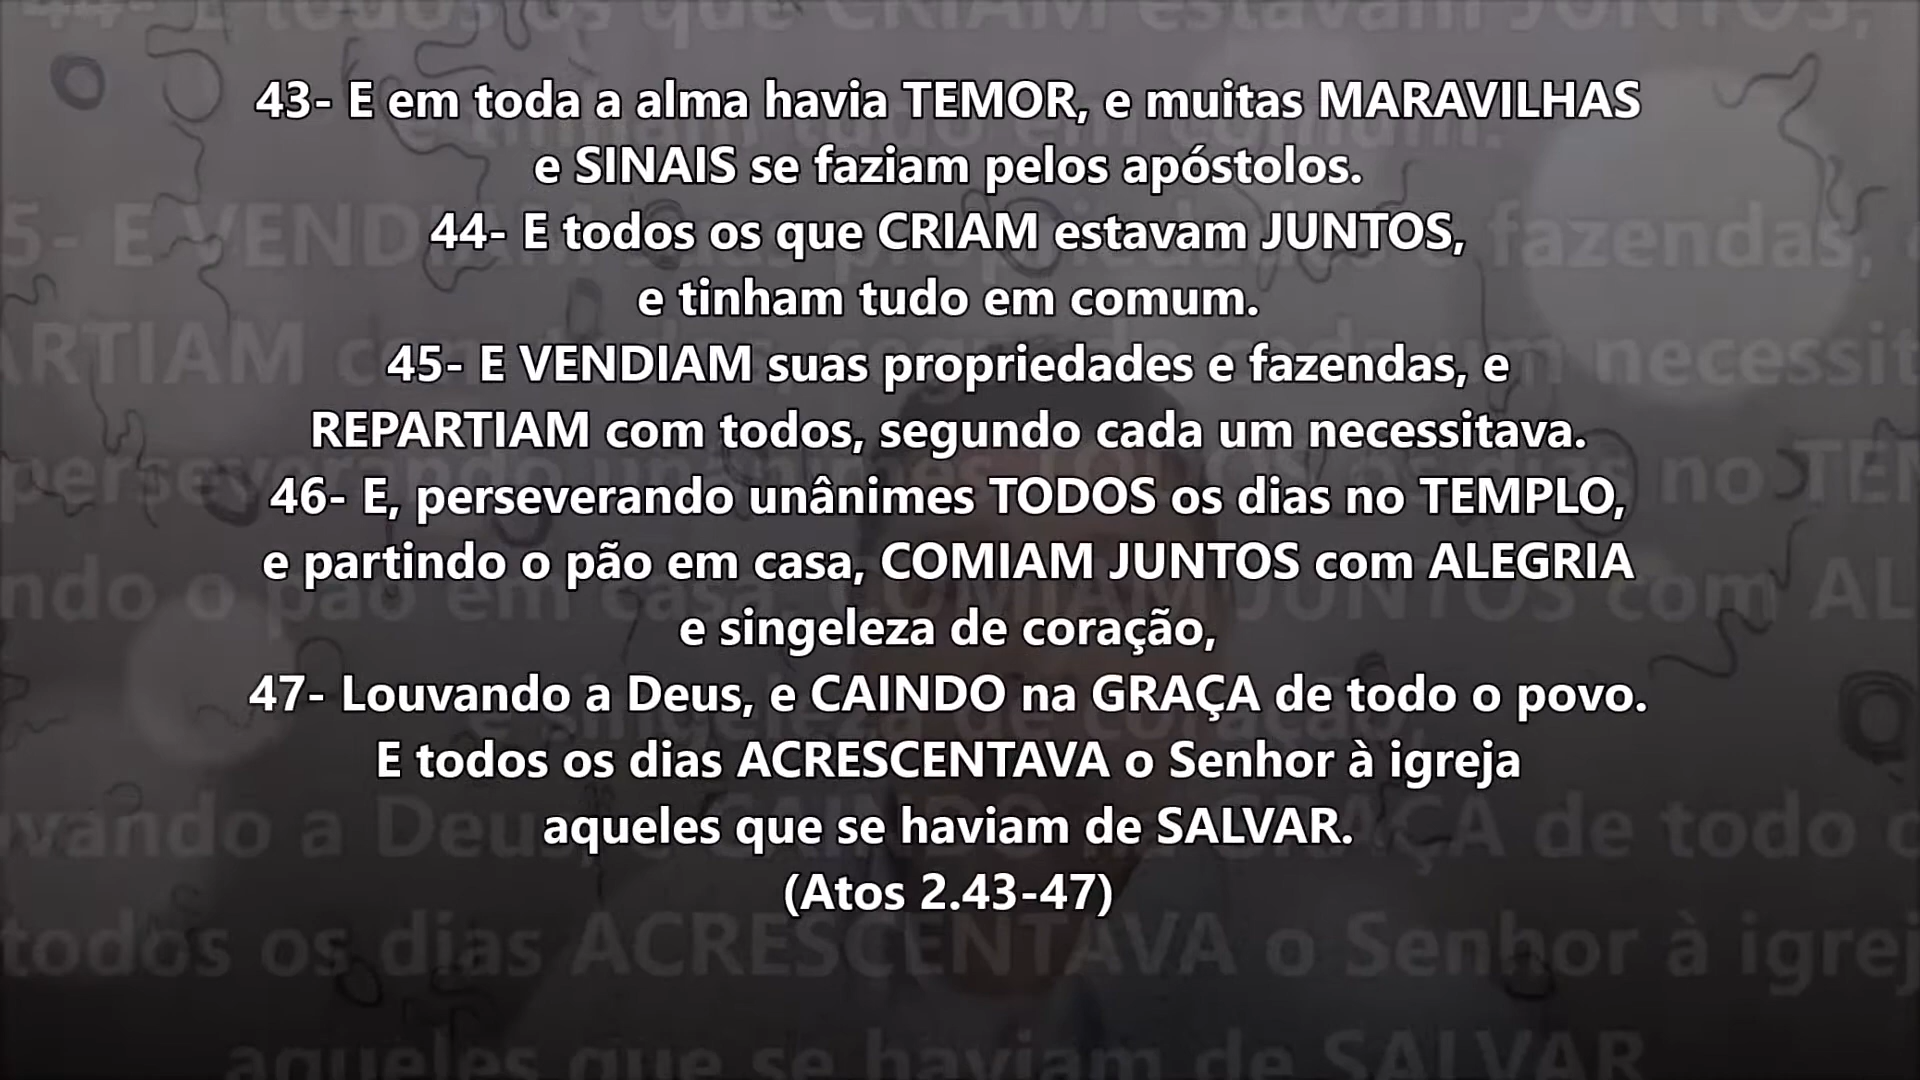 43- E em toda a alma havia TEMOR, e muitas MARAVILHAS
e SINAIS se faziam pelos apóstolos.
44- E todos os que CRIAM estavam JUNTOS,
e tinham tudo em comum.
45- E VENDIAM suas propriedades e fazendas, e
REPARTIAM com todos, segundo cada um necessitava.
46- E, perseverando unânimes TODOS os dias no TEMPLO,
e partindo o pão em casa, COMIAM JUNTOS com ALEGRIA
e singeleza de coração,
47- Louvando a Deus, e CAINDO na GRAÇA de todo o povo.
E todos os dias ACRESCENTAVA o Senhor à igreja
aqueles que se haviam de SALVAR.
(Atos 2.43-47)